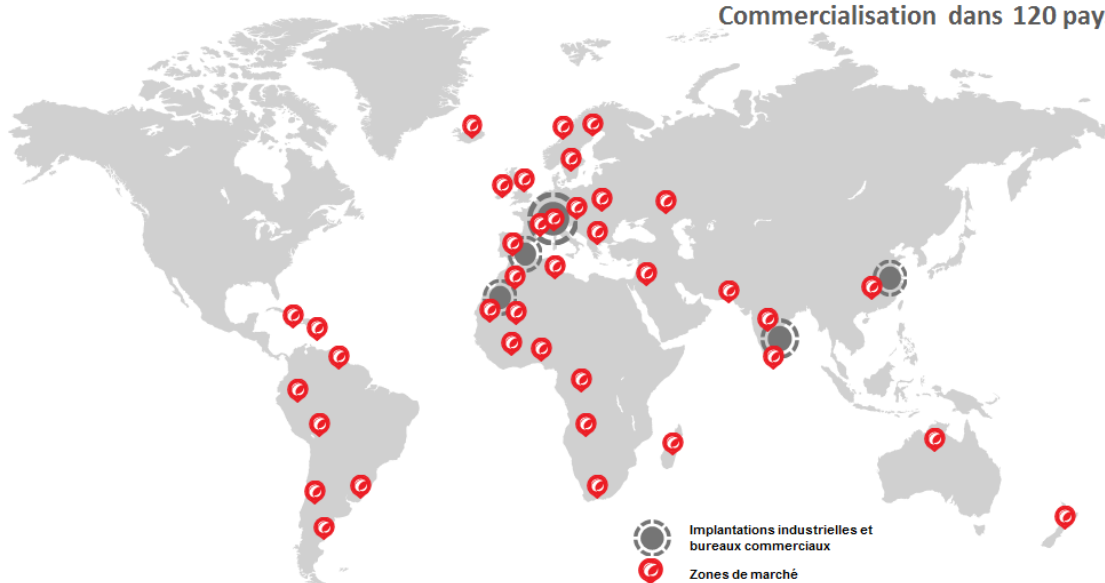 Commercialisation dans 120 pay
Implantations industrielles et
bureaux commerciaux
Zones de marché